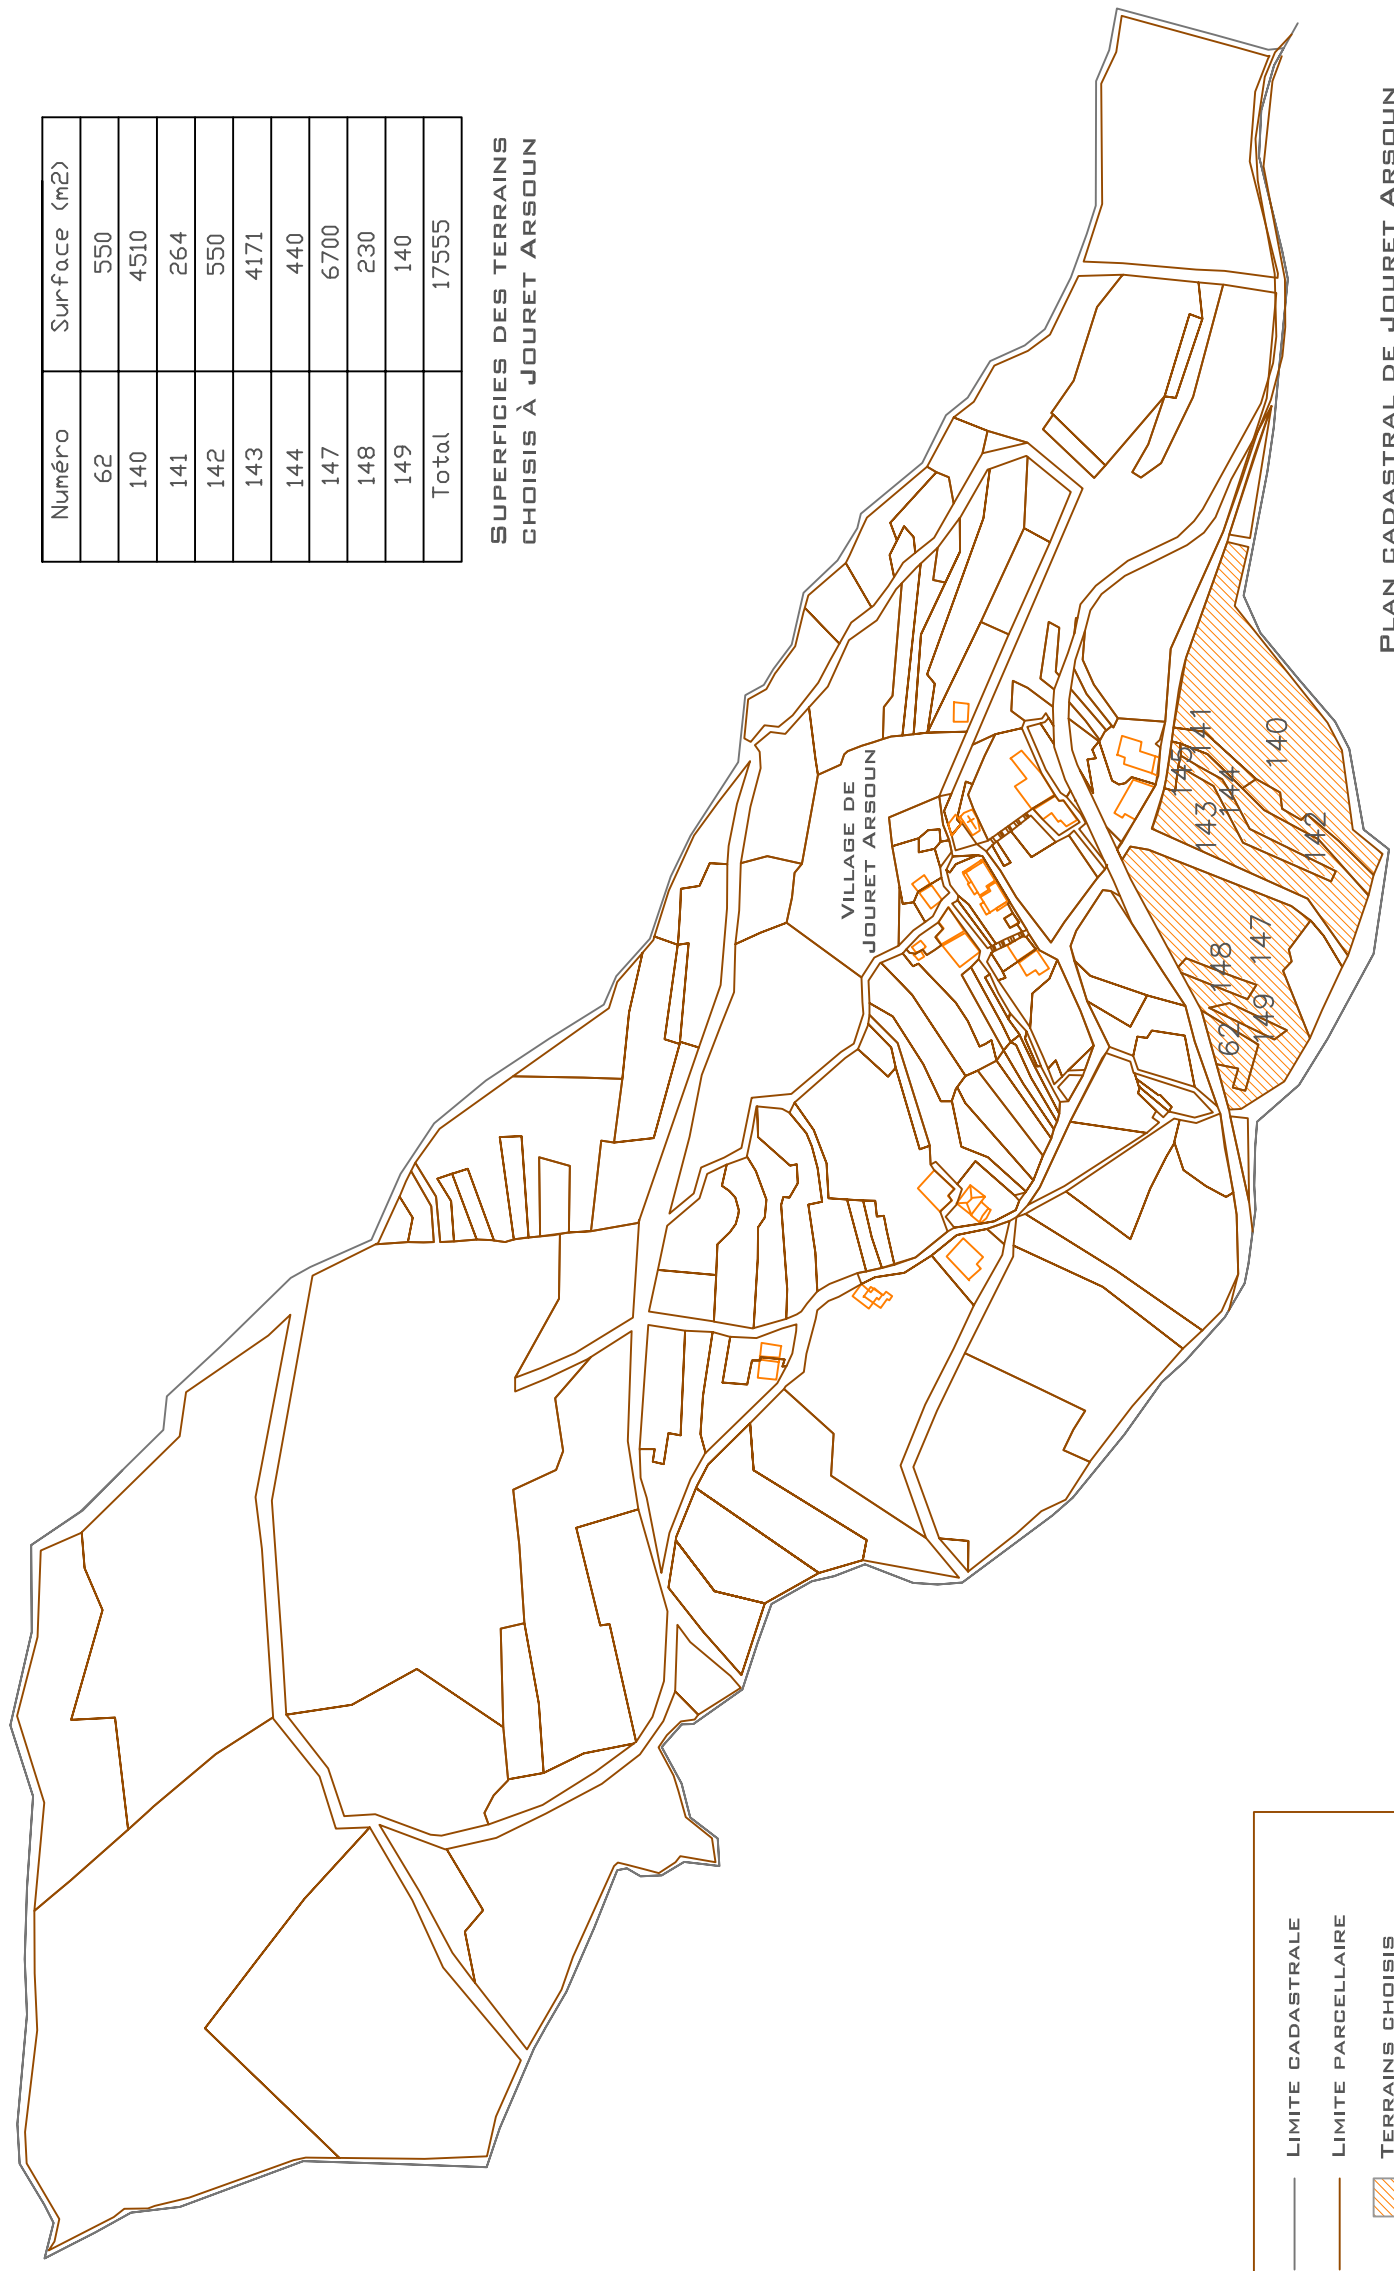 Numéro Surface (m2)
62 550
140 4510
141 264
142 550
143 4171
144 440
147 6700
148 230
149 140
Total 17555
SUPERFICIES DES TERRAINS
CHOISIS À JOURET ARSOUN
VILLAGE DE
JOURET ARSOUN
145
141
143
144
140
142
148
147
62
149
PLAN CADASTRAL DE JOURET ARSOUN
LIMITE CADASTRALE
LIMITE PARCELLAIRE
TERRAINS CHOISIS